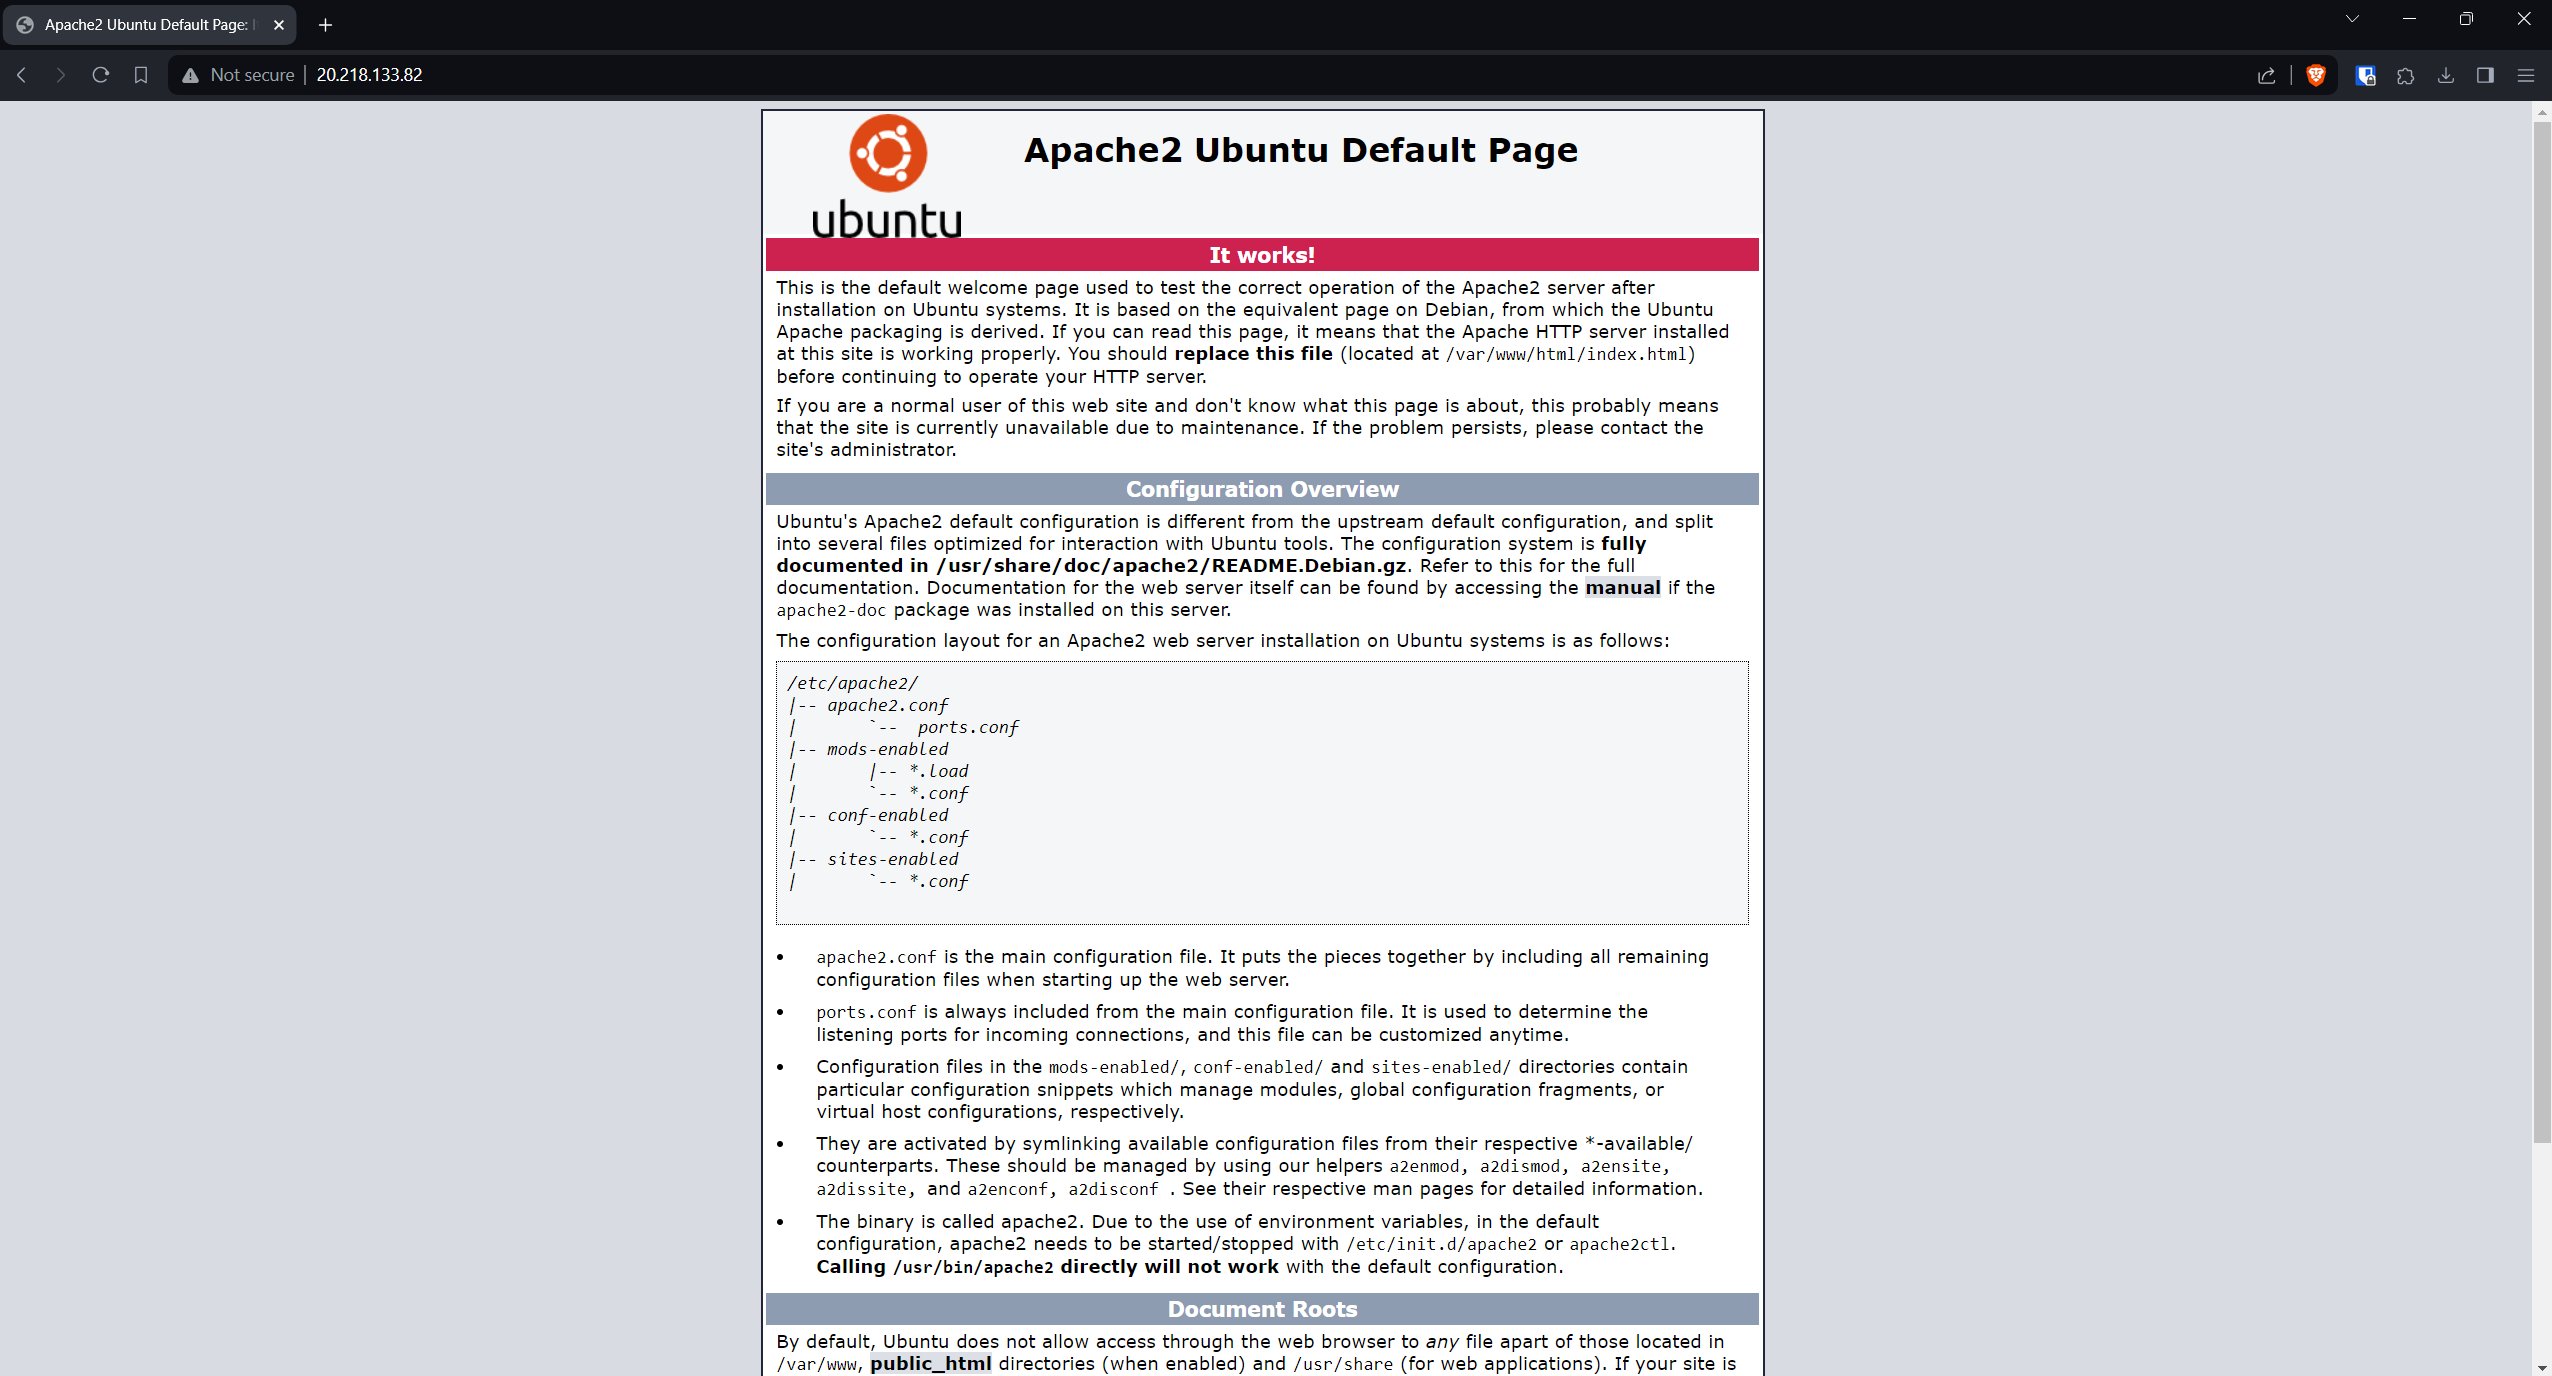 Apache2 Ubuntu Default Page:
Not secure
20.218.133.82
ubuntu
Apache2 Ubuntu Default Page
It works!
This is the default welcome page used to test the correct operation of the Apache2 server after
installation on Ubuntu systems. It is based on the equivalent page on Debian, from which the Ubuntu
Apache packaging is derived. If you can read this page, it means that the Apache HTTP server installed
at this site is working properly. You should replace this file (located at /var/www/html/index.html)
before continuing to operate your HTTP server.
If you are a normal user of this web site and don't know what this page is about, this probably means
that the site is currently unavailable due to maintenance. If the problem persists, please contact the
site's administrator.
Configuration Overview
Ubuntu's Apache2 default configuration is different from the upstream default configuration, and split
into several files optimized for interaction with Ubuntu tools. The configuration system is fully
documented in /usr/share/doc/apache2/README.Debian.gz. Refer to this for the full
documentation. Documentation for the web server itself can be found by accessing the manual if the
apache2-doc package was installed on this server.
The configuration layout for an Apache2 web server installation on Ubuntu systems is as follows:
/etc/apache2/
|-- apache2.conf
|       `--  ports.conf
|-- mods-enabled
|       |-- *.load
|       `-- *.conf
|-- conf-enabled
|       `-- *.conf
|-- sites-enabled
|       `-- *.conf
• apache2.conf is the main configuration file. It puts the pieces together by including all remaining
configuration files when starting up the web server.
• ports.conf is always included from the main configuration file. It is used to determine the
listening ports for incoming connections, and this file can be customized anytime.
• Configuration files in the mods-enabled/, conf-enabled/ and sites-enabled/ directories contain
particular configuration snippets which manage modules, global configuration fragments, or
virtual host configurations, respectively.
• They are activated by symlinking available configuration files from their respective *-available/
counterparts. These should be managed by using our helpers a2enmod, a2dismod, a2ensite,
a2dissite, and a2enconf, a2disconf . See their respective man pages for detailed information.
• The binary is called apache2. Due to the use of environment variables, in the default
configuration, apache2 needs to be started/stopped with /etc/init.d/apache2 or apache2ctl.
Calling /usr/bin/apache2 directly will not work with the default configuration.
Document Roots
By default, Ubuntu does not allow access through the web browser to any file apart of those located in
/var/www, public_html directories (when enabled) and /usr/share (for web applications). If your site is